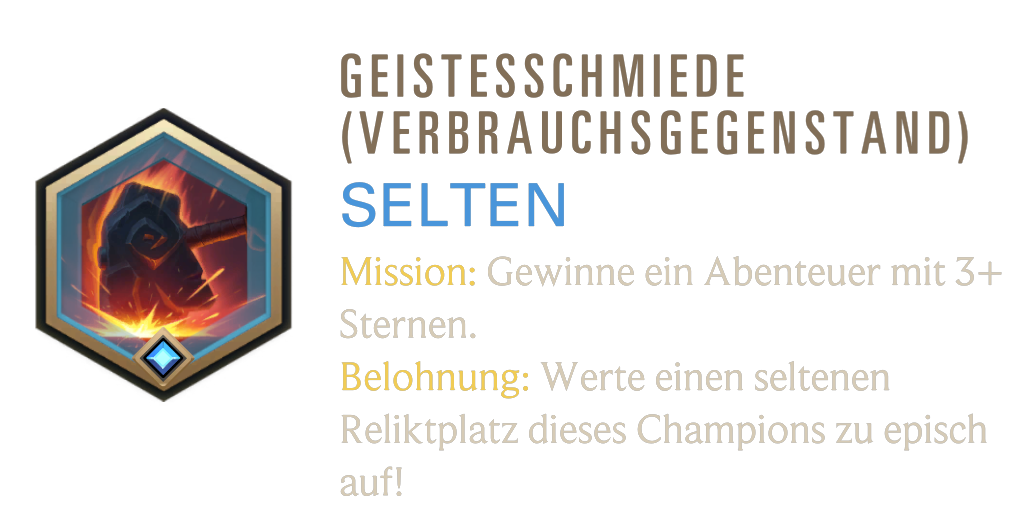 GEISTESSCHMIEDE
(VERBRAUCHSGEGENSTAND)
SELTEN
Mission: Gewinne ein Abenteuer mit 3+
Sternen.
Belohnung: Werte einen seltenen
Reliktplatz dieses Champions zu episch
auf!